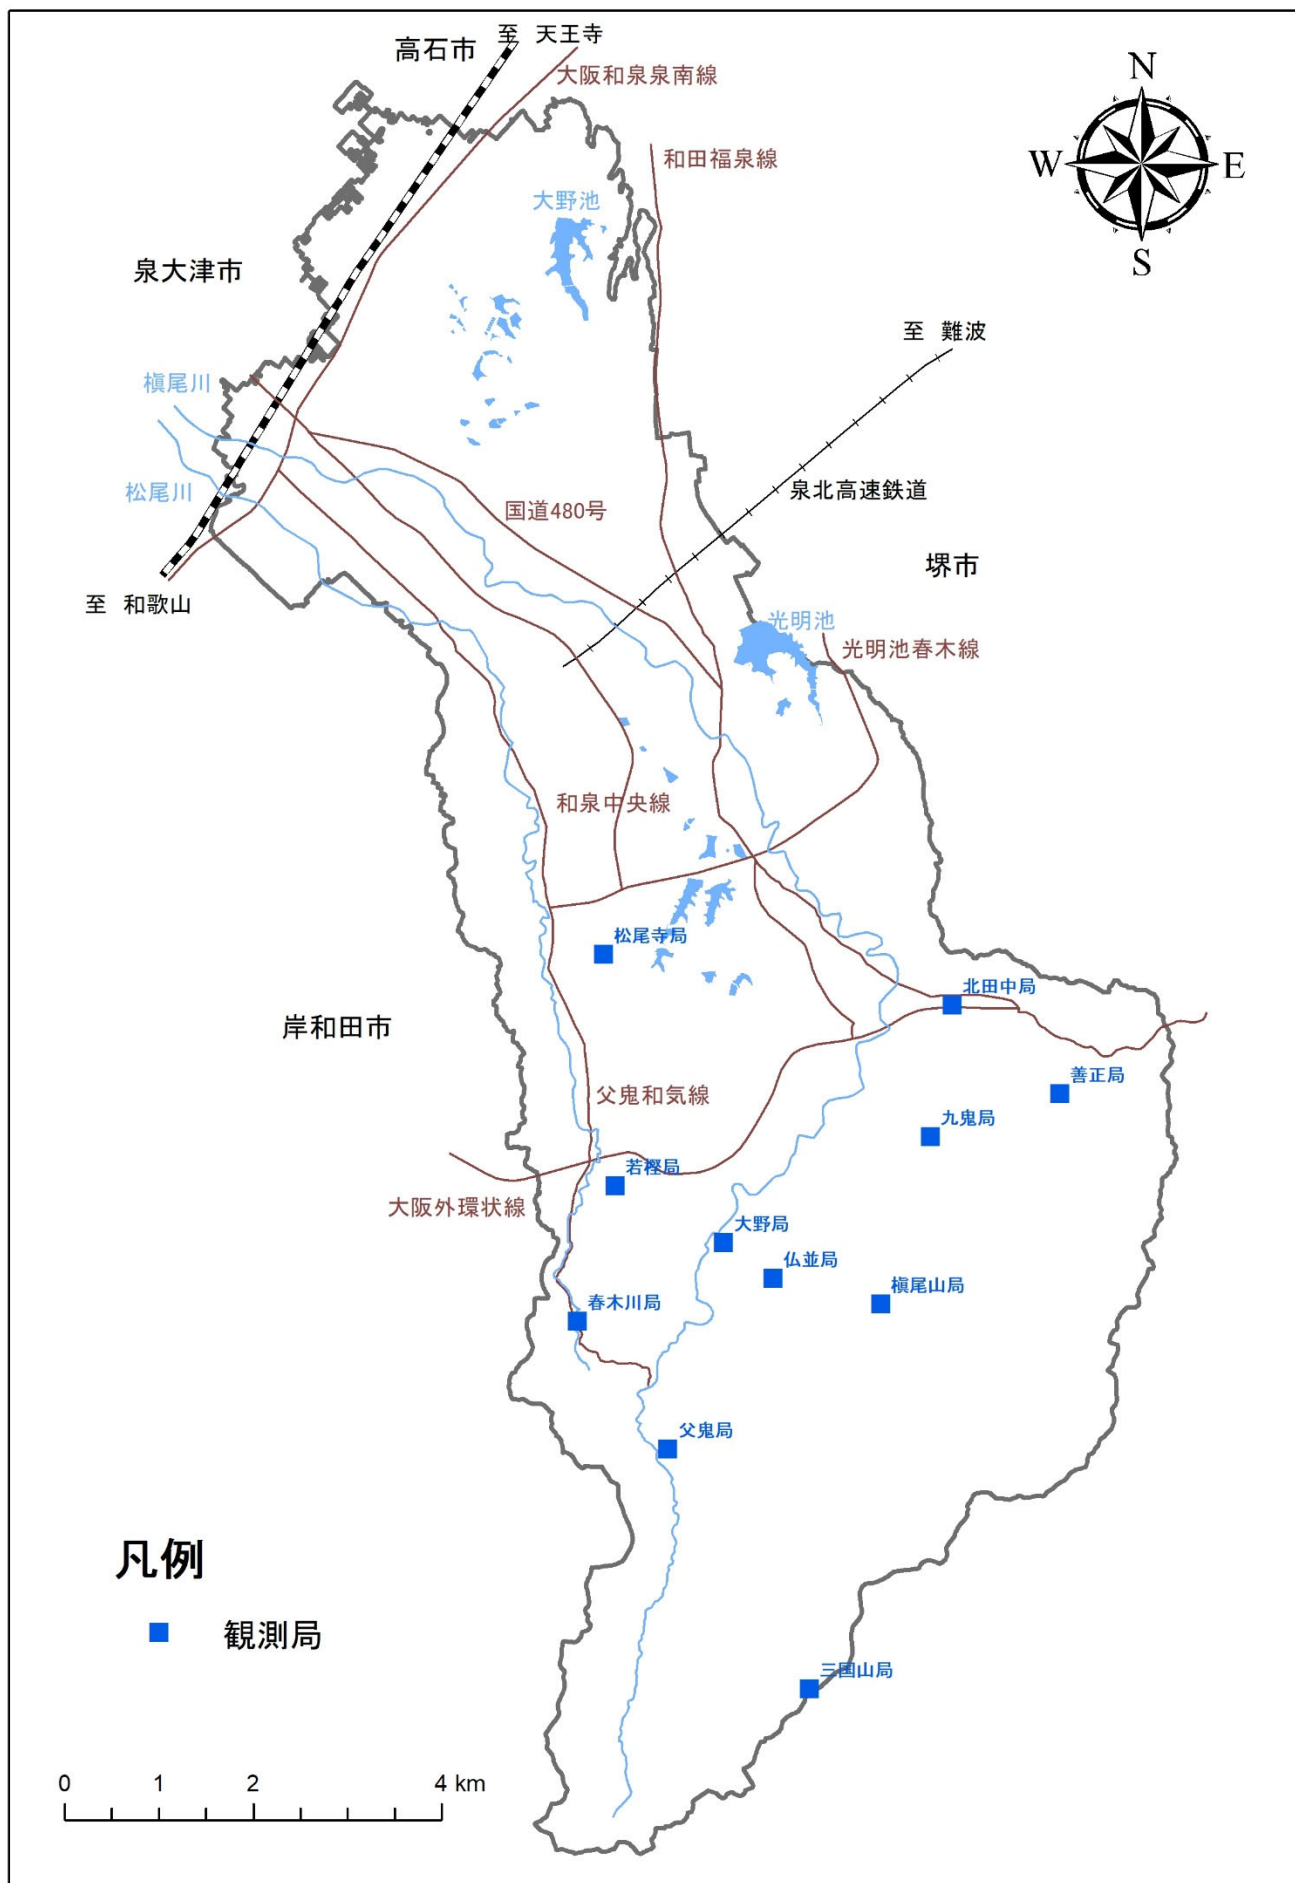 高石市
至 天王寺
大阪和泉泉南線
N
和田福泉線
W
E
大野池
S
泉大津市
至 難波
槇尾川
松尾川
泉北高速鉄道
国道480号
堺市
至 和歌山
光明池
光明池春木線
和泉中央線
松尾寺局
北田中局
岸和田市
善正局
父鬼和気線
九鬼局
若樫局
大阪外環状線
大野局
仏並局
槇尾山局
春木川局
父鬼局
凡例
観測局
三国山局
0 1 2 4 km